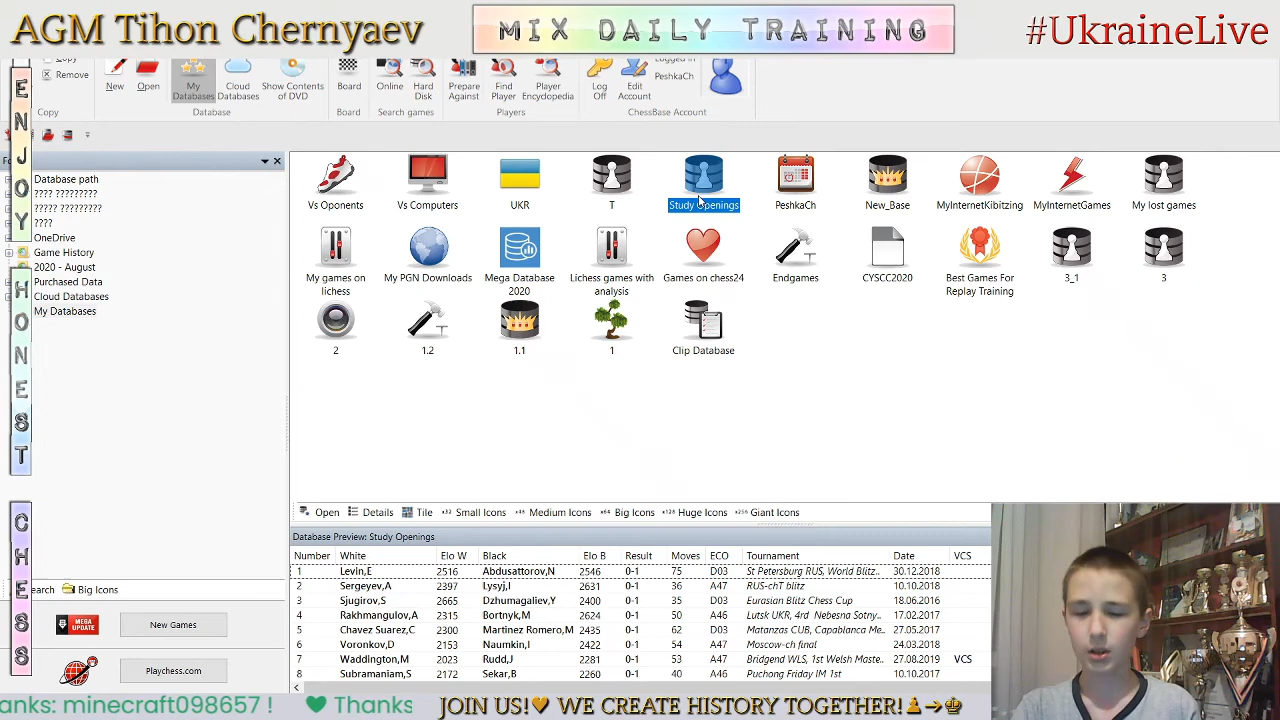 AGM Tihon Chernyaev
MIX DAILY TRAINING
#UkraineLive
ENJOY
HONEST
CHESS
Remove
New
Open
My Databases
Cloud Databases
Show Contents of DVD
Board
Online
Hard Disk
Prepare Against
Find Player
Player Encyclopedia
Log Off
Edit Account
PeshkaCh
Copy
Database
Board
Search games
Players
ChessBase Account
Database path
???? ?????????
????? ?????????
????
OneDrive
Game History
2020 - August
Purchased Data
Cloud Databases
My Databases
Vs Oponents
Vs Computers
UKR
T
Study Openings
PeshkaCh
New_Base
MyInternetKibitzing
MyInternetGames
My lost games
My games on lichess
My PGN Downloads
Mega Database 2020
Lichess games with analysis
Games on chess24
Endgames
CYSCC2020
Best Games For Replay Training
3_1
3
2
1.2
1.1
1
Clip Database
Open Details Tile x32 Small Icons x48 Medium Icons x64 Big Icons x128 Huge Icons x256 Giant Icons
Database Preview: Study Openings
Number White Elo W Black Elo B Result Moves ECO Tournament Date VCS
1 Levin,E 2516 Abdusattorov,N 2546 0-1 75 D03 St Petersburg RUS, World Blitz.. 30.12.2018
2 Sergeyev,A 2397 Lysyj,I 2631 0-1 36 A47 RUS-chT blitz 10.10.2018
3 Sjugirov,S 2665 Dzhumagaliev,Y 2400 0-1 35 D03 Eurasian Blitz Chess Cup 18.06.2016
4 Rakhmangulov,A 2315 Bortnyk,M 2624 0-1 50 A46 Lutsk UKR, 4rd Nebesna Sotny... 17.02.2017
5 Chavez Suarez,C 2300 Martinez Romero,M 2435 0-1 62 D03 Matanzas CUB, Capablanca Me... 27.05.2017
6 Voronkov,D 2153 Naumkin,I 2422 0-1 54 A47 Moscow-ch final 24.03.2018
7 Waddington,M 2023 Rudd,J 2281 0-1 53 A47 Bridgend WLS, 1st Welsh Maste.. 27.08.2019 VCS
8 Subramaniam,S 2172 Sekar,B 2260 0-1 40 A46 Puchong Friday IM 1st 10.10.2017
earch Big Icons
MEGA UPDATE
New Games
Playchess.com
anks: minecraft098657 !
Thanks
JOIN US! WE CREATE HISTORY TOGETHER!